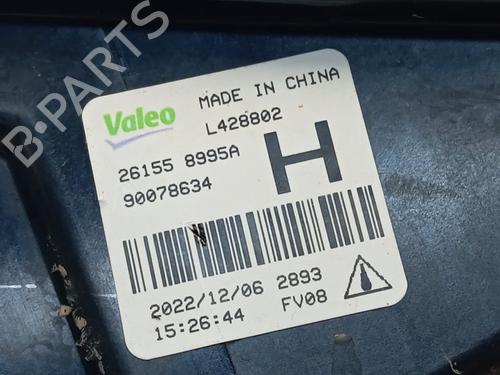 B-PARTS
Valeo
MADE IN CHINA
L428802
26155 8995A
90078634
H
2022/12/06 2893
15:26:44 FV08